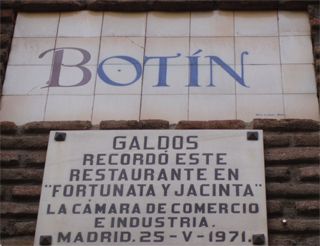 BOTÍN
GALDOS
RECORDÓ ESTE
RESTAURANTE EN
"FORTUNATA Y JACINTA"
LA CÁMARA DE COMERCIO
E INDUSTRIA.
MADRID. 25-V-1971.